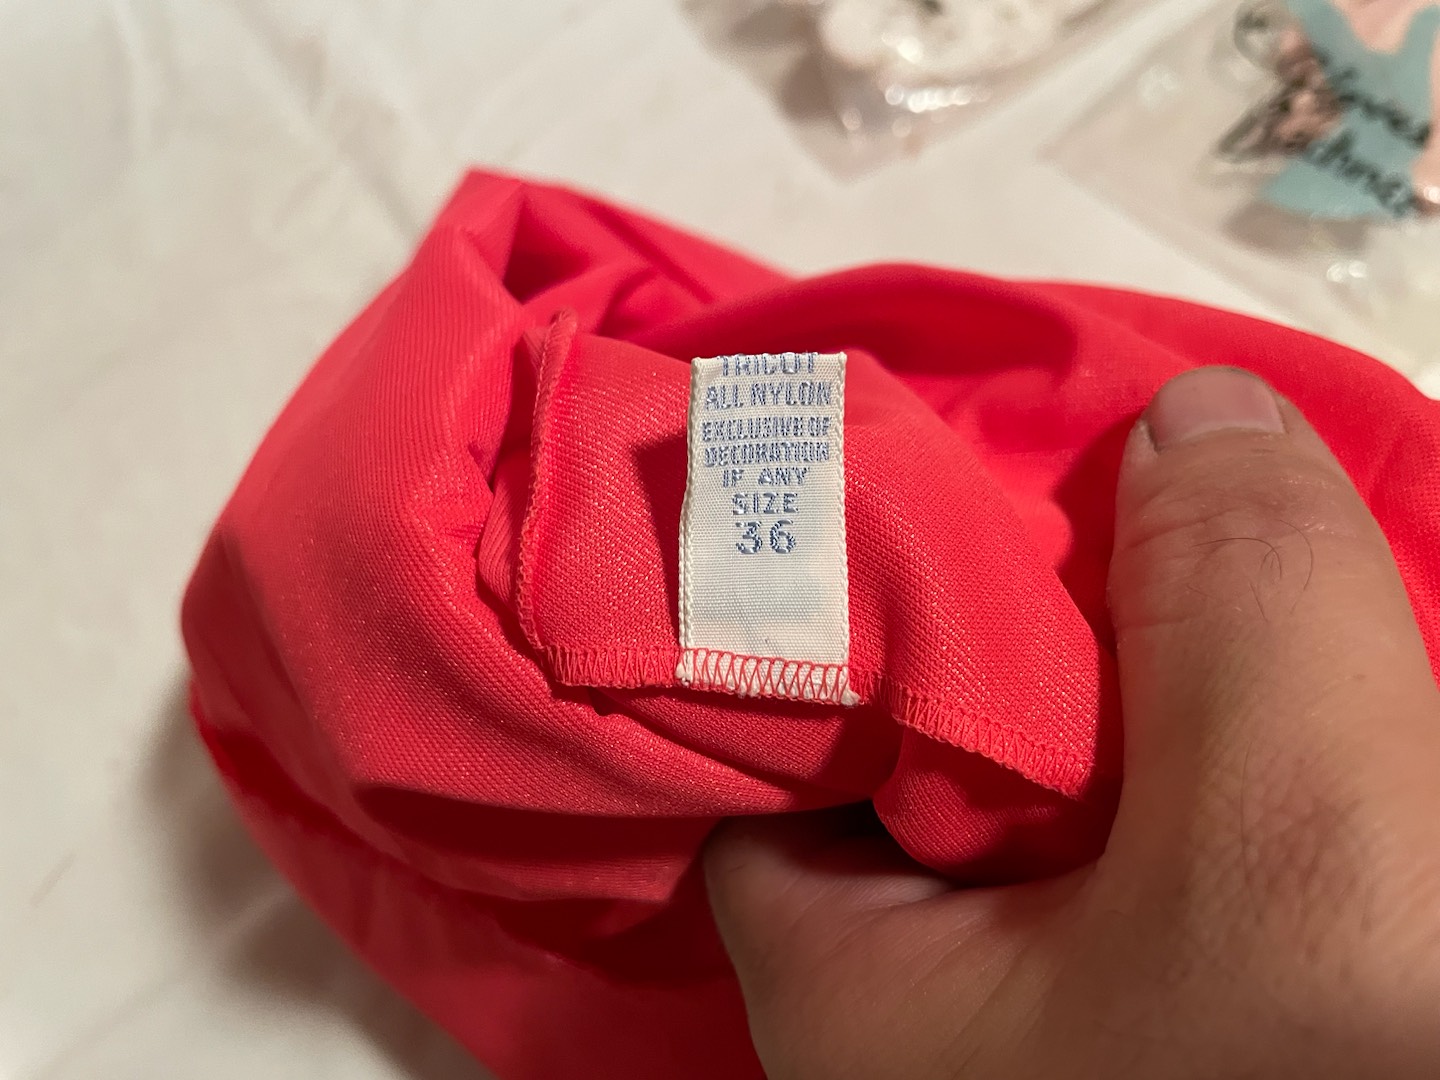 TRICOT
ALL NYLON
EXCLUSIVE OF
DECORATION
IF ANY
SIZE
36